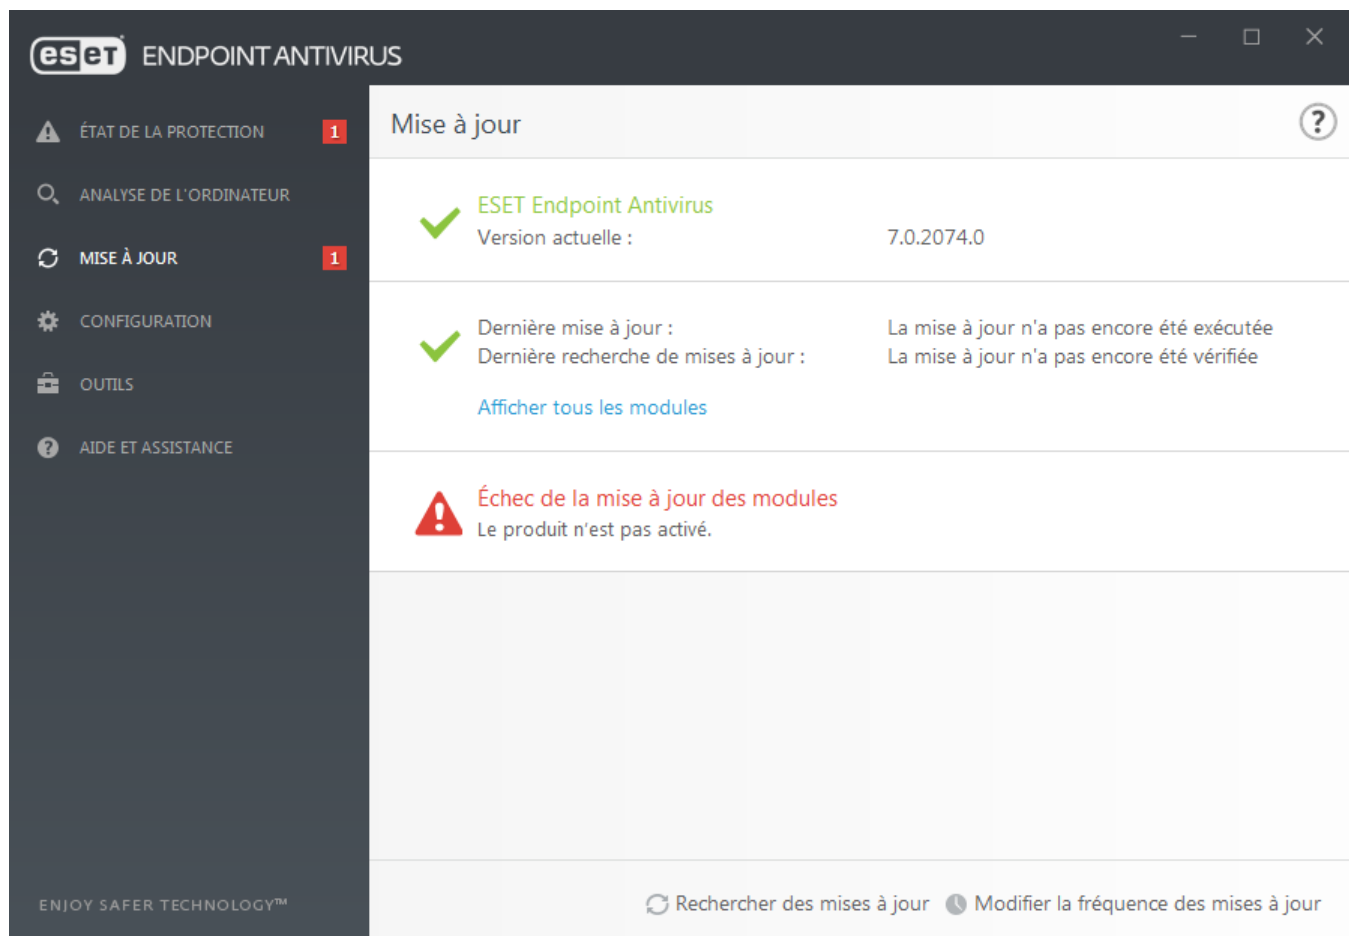 eset ENDPOINT ANTIVIRUS
ÉTAT DE LA PROTECTION 1
ANALYSE DE L'ORDINATEUR
MISE À JOUR 1
CONFIGURATION
OUTILS
AIDE ET ASSISTANCE
ENJOY SAFER TECHNOLOGY™
Mise à jour ?
ESET Endpoint Antivirus
Version actuelle : 7.0.2074.0
Dernière mise à jour : La mise à jour n'a pas encore été exécutée
Dernière recherche de mises à jour : La mise à jour n'a pas encore été vérifiée
Afficher tous les modules
Échec de la mise à jour des modules
Le produit n'est pas activé.
Rechercher des mises à jour Modifier la fréquence des mises à jour